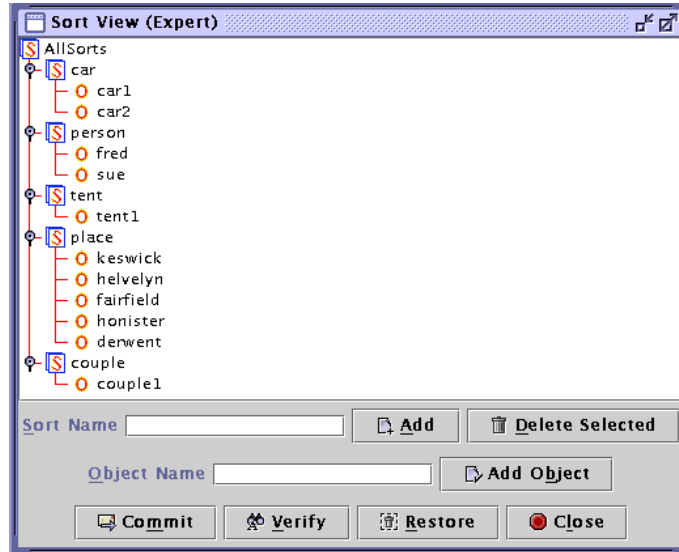 Sort View (Expert)
AllSorts
car
car1
car2
person
fred
sue
tent
tent1
place
keswick
helvelyn
fairfield
honister
derwent
couple
couple1
Sort Name Add Delete Selected
Object Name Add Object
Commit Verify Restore Close